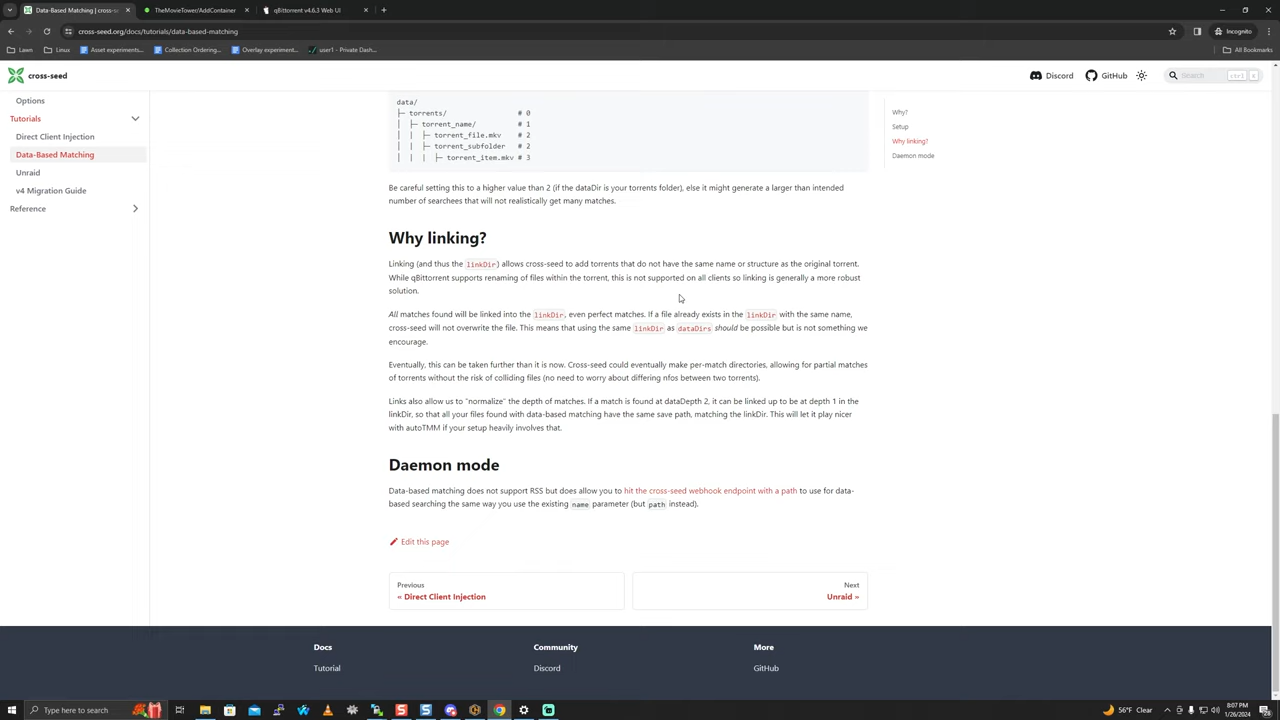 Data-Based Matching | cross-s
TheMovieTower/AddContainer
qBittorrent v4.6.3 Web UI
cross-seed.org/docs/tutorials/data-based-matching
Incognito
Lawn
Linux
Asset experiments...
Collection Ordering...
Overlay experiment...
user1 - Private Dash...
All Bookmarks
cross-seed
Discord
GitHub
Search
ctrl
K
Options
Tutorials
Direct Client Injection
Data-Based Matching
Unraid
v4 Migration Guide
Reference
data/
├─ torrents/ # 0
│ ├─ torrent_name/ # 1
│ │ ├─ torrent_file.mkv # 2
│ │ ├─ torrent_subfolder # 2
│ │ │ ├─ torrent_item.mkv # 3
Be careful setting this to a higher value than 2 (if the dataDir is your torrents folder), else it might generate a larger than intended
number of searchees that will not realistically get many matches.
Why linking?
Linking (and thus the linkDir) allows cross-seed to add torrents that do not have the same name or structure as the original torrent.
While qBittorrent supports renaming of files within the torrent, this is not supported on all clients so linking is generally a more robust
solution.
All matches found will be linked into the linkDir, even perfect matches. If a file already exists in the linkDir with the same name,
cross-seed will not overwrite the file. This means that using the same linkDir as dataDirs should be possible but is not something we
encourage.
Eventually, this can be taken further than it is now. Cross-seed could eventually make per-match directories, allowing for partial matches
of torrents without the risk of colliding files (no need to worry about differing nfos between two torrents).
Links also allow us to "normalize" the depth of matches. If a match is found at dataDepth 2, it can be linked up to be at depth 1 in the
linkDir, so that all your files found with data-based matching have the same save path, matching the linkDir. This will let it play nicer
with autoTMM if your setup heavily involves that.
Daemon mode
Data-based matching does not support RSS but does allow you to hit the cross-seed webhook endpoint with a path to use for data-
based searching the same way you use the existing name parameter (but path instead).
Edit this page
Previous
« Direct Client Injection
Next
Unraid »
Why?
Setup
Why linking?
Daemon mode
Docs
Tutorial
Community
Discord
More
GitHub
Type here to search
56°F Clear
8:07 PM
1/26/2024